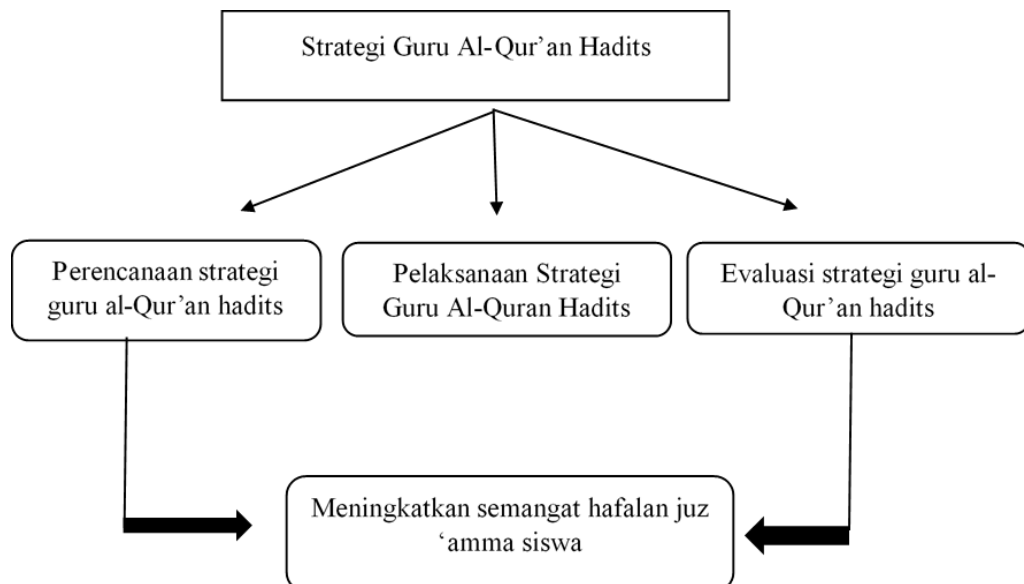 Strategi Guru Al-Qur’an Hadits
Perencanaan strategi
guru al-Qur’an hadits
Pelaksanaan Strategi
Guru Al-Quran Hadits
Evaluasi strategi guru al-
Qur’an hadits
Meningkatkan semangat hafalan juz
‘amma siswa